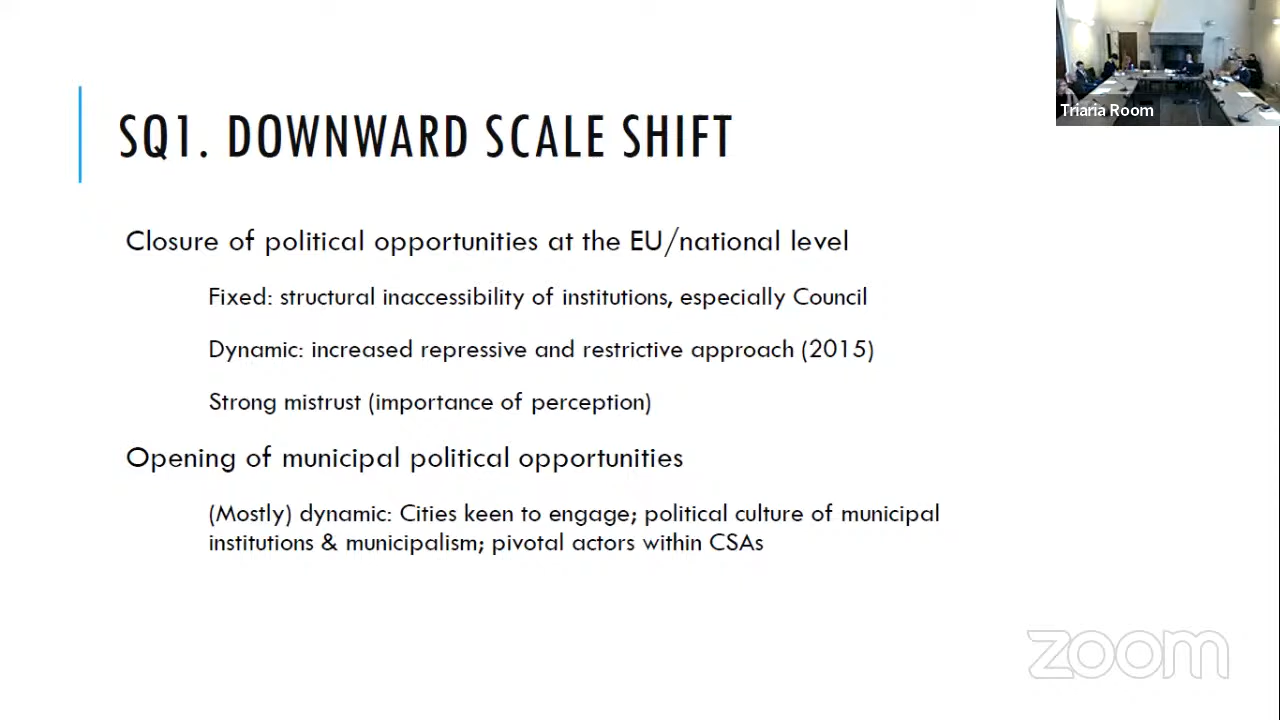 Triaria Room
SQ1. DOWNWARD SCALE SHIFT
Closure of political opportunities at the EU/national level
Fixed: structural inaccessibility of institutions, especially Council
Dynamic: increased repressive and restrictive approach (2015)
Strong mistrust (importance of perception)
Opening of municipal political opportunities
(Mostly) dynamic: Cities keen to engage; political culture of municipal
institutions & municipalism; pivotal actors within CSAs
zoom